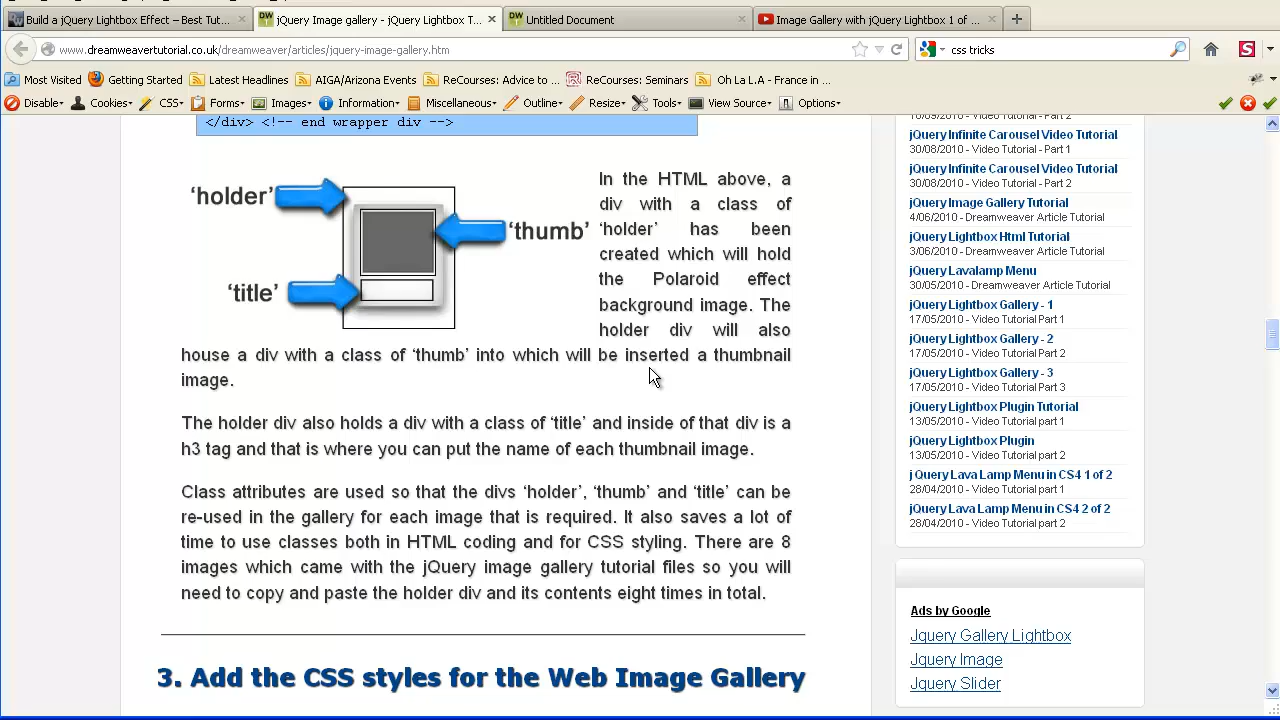 Build a jQuery Lightbox Effect – Best Tut...
jQuery Image gallery - jQuery Lightbox T...
Untitled Document
Image Gallery with jQuery Lightbox 1 of ...
www.dreamweavertutorial.co.uk/dreamweaver/articles/jquery-image-gallery.htm
css tricks
Most Visited
Getting Started
Latest Headlines
AIGA/Arizona Events
ReCourses: Advice to ...
ReCourses: Seminars
Oh La L.A - France in ...
Disable
Cookies
CSS
Forms
Images
Information
Miscellaneous
Outline
Resize
Tools
View Source
Options
</div> <!-- end wrapper div -->
‘holder’
‘thumb’
‘title’
In the HTML above, a
div with a class of
‘holder’ has been
created which will hold
the Polaroid effect
background image. The
holder div will also
house a div with a class of ‘thumb’ into which will be inserted a thumbnail
image.
The holder div also holds a div with a class of ‘title’ and inside of that div is a
h3 tag and that is where you can put the name of each thumbnail image.
Class attributes are used so that the divs ‘holder’, ‘thumb’ and ‘title’ can be
re-used in the gallery for each image that is required. It also saves a lot of
time to use classes both in HTML coding and for CSS styling. There are 8
images which came with the jQuery image gallery tutorial files so you will
need to copy and paste the holder div and its contents eight times in total.
3. Add the CSS styles for the Web Image Gallery
10/09/2010 - Video Tutorial - Part 2
jQuery Infinite Carousel Video Tutorial
30/08/2010 - Video Tutorial - Part 1
jQuery Infinite Carousel Video Tutorial
30/08/2010 - Video Tutorial - Part 2
jQuery Image Gallery Tutorial
4/06/2010 - Dreamweaver Article Tutorial
jQuery Lightbox Html Tutorial
3/06/2010 - Dreamweaver Article Tutorial
jQuery Lavalamp Menu
30/05/2010 - Dreamweaver Article Tutorial
jQuery Lightbox Gallery - 1
17/05/2010 - Video Tutorial Part 1
jQuery Lightbox Gallery - 2
17/05/2010 - Video Tutorial Part 2
jQuery Lightbox Gallery - 3
17/05/2010 - Video Tutorial Part 3
jQuery Lightbox Plugin Tutorial
13/05/2010 - Video Tutorial part 1
jQuery Lightbox Plugin
13/05/2010 - Video Tutorial part 2
jQuery Lava Lamp Menu in CS4 1 of 2
28/04/2010 - Video Tutorial part 1
jQuery Lava Lamp Menu in CS4 2 of 2
28/04/2010 - Video Tutorial part 2
Ads by Google
Jquery Gallery Lightbox
Jquery Image
Jquery Slider